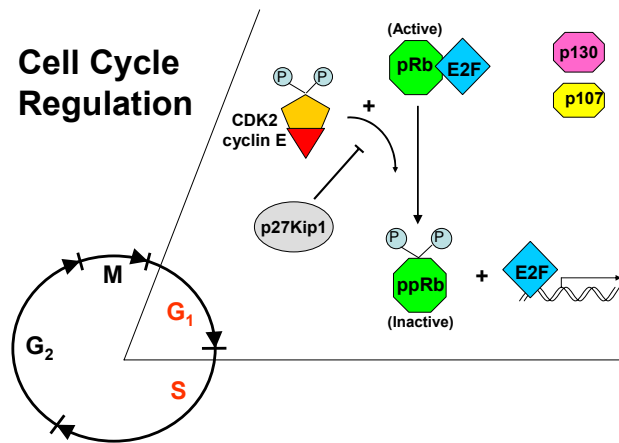 Cell Cycle
Regulation
(Active)
pRb
E2F
p130
p107
P
P
+
CDK2
cyclin E
p27Kip1
P
P
ppRb
+
E2F
(Inactive)
M
G₁
G₂
S